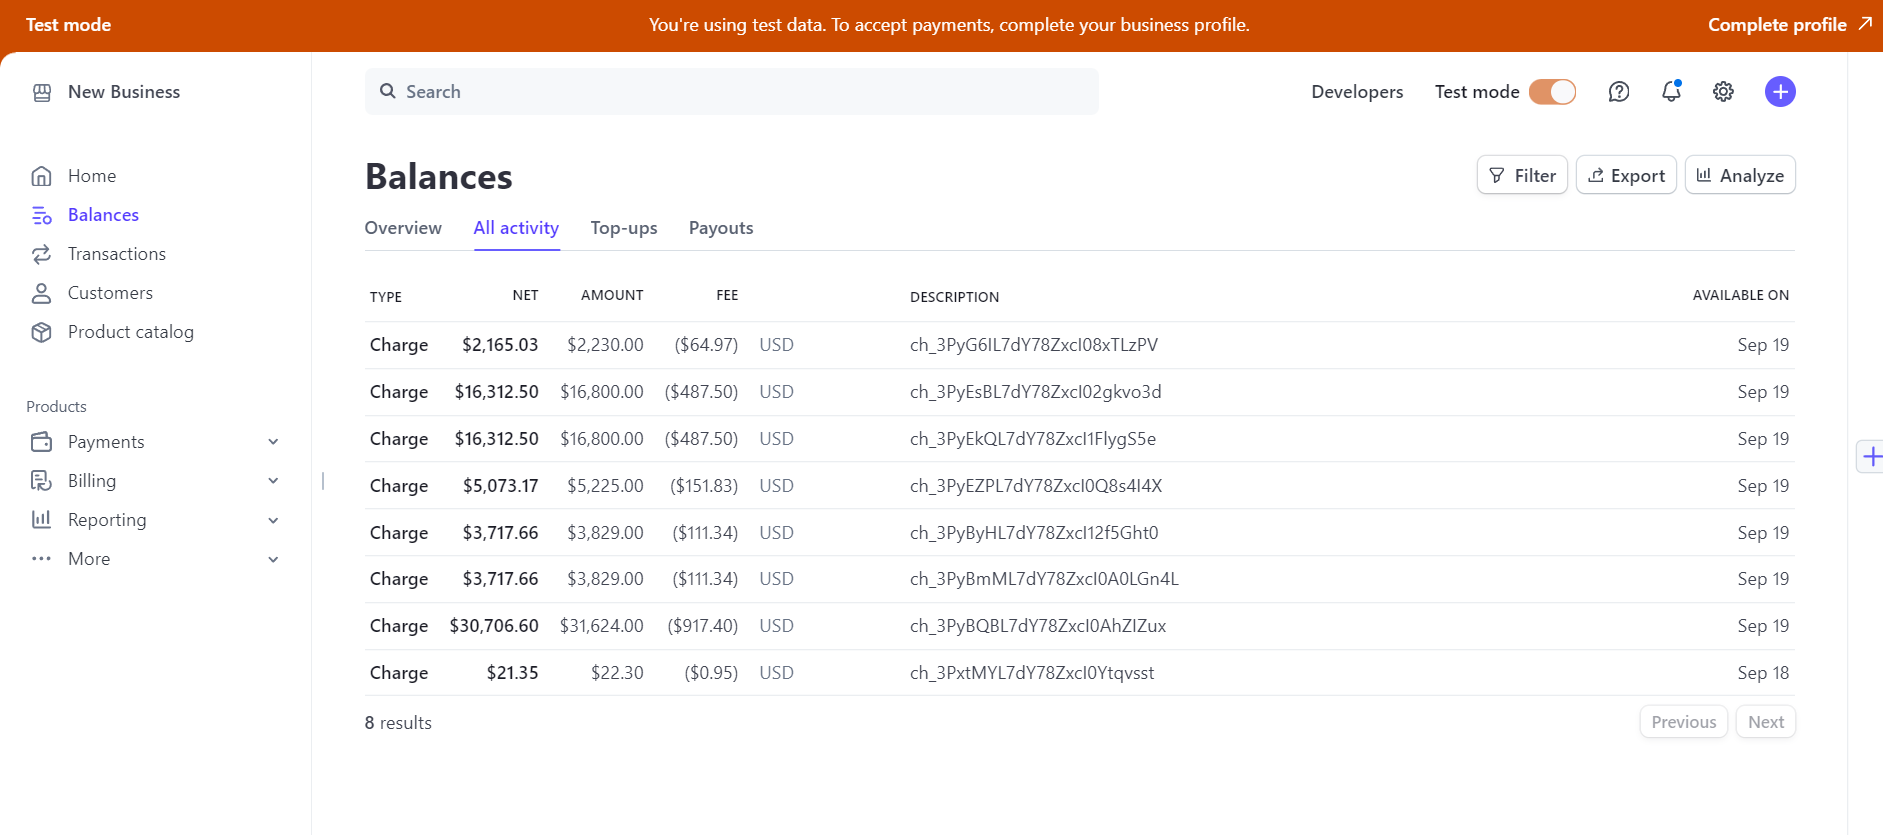 Test mode
You're using test data. To accept payments, complete your business profile.
Complete profile
New Business
Search
Developers
Test mode
Home
Balances
Transactions
Customers
Product catalog
Products
Payments
Billing
Reporting
More
Balances
Filter
Export
Analyze
Overview
All activity
Top-ups
Payouts
TYPE NET AMOUNT FEE DESCRIPTION AVAILABLE ON
Charge $2,165.03 $2,230.00 ($64.97) USD ch_3PyG6IL7dY78ZxcI08xTLzPV Sep 19
Charge $16,312.50 $16,800.00 ($487.50) USD ch_3PyEsBL7dY78ZxcI02gkvo3d Sep 19
Charge $16,312.50 $16,800.00 ($487.50) USD ch_3PyEkQL7dY78ZxcI1FlygS5e Sep 19
Charge $5,073.17 $5,225.00 ($151.83) USD ch_3PyEZPL7dY78ZxcI0Q8s4I4X Sep 19
Charge $3,717.66 $3,829.00 ($111.34) USD ch_3PyByHL7dY78ZxcI12f5Ght0 Sep 19
Charge $3,717.66 $3,829.00 ($111.34) USD ch_3PyBmML7dY78ZxcI0A0LGn4L Sep 19
Charge $30,706.60 $31,624.00 ($917.40) USD ch_3PyBQBL7dY78ZxcI0AhZIZux Sep 19
Charge $21.35 $22.30 ($0.95) USD ch_3PxtMYL7dY78ZxcI0Ytqvsst Sep 18
8 results
Previous
Next